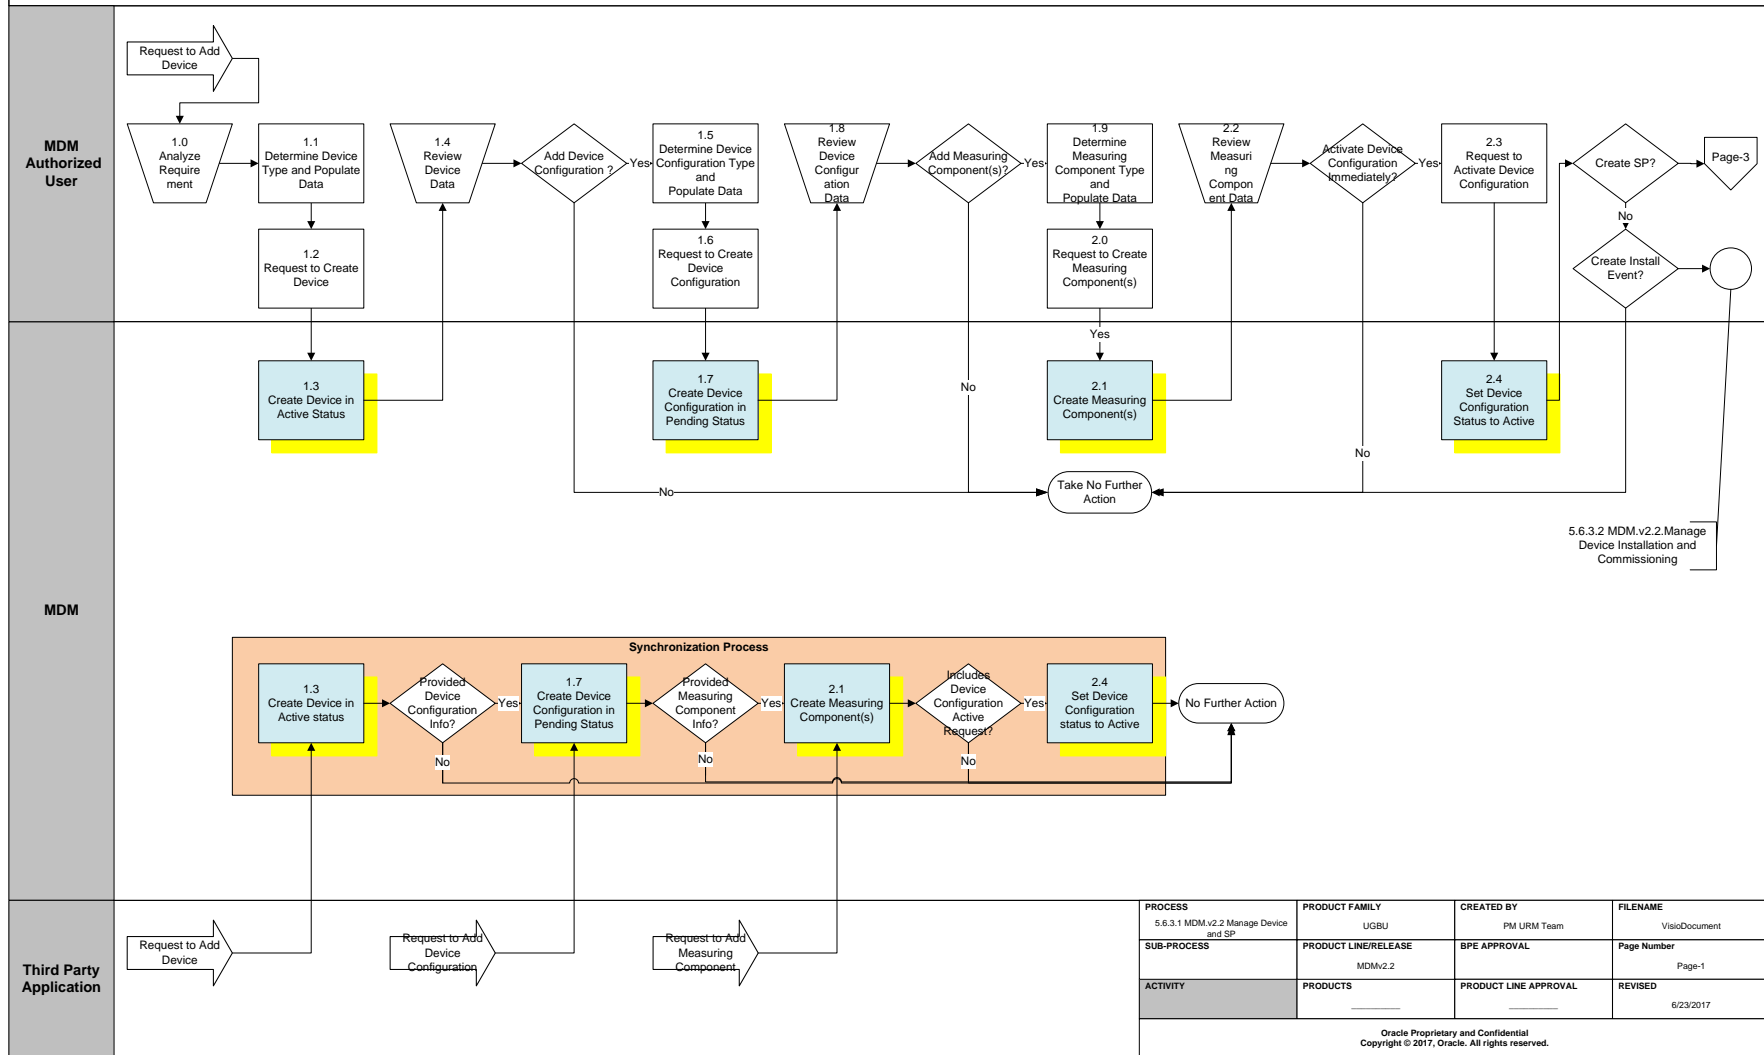 MDM
Authorized
User
Request to Add
Device
1.0
Analyze
Require
ment
1.1
Determine Device
Type and Populate
Data
1.2
Request to Create
Device
1.4
Review
Device
Data
Add Device
Configuration ?
Yes
1.5
Determine Device
Configuration Type
and
Populate Data
1.6
Request to Create
Device
Configuration
1.8
Review
Device
Configur
ation
Data
Add Measuring
Component(s)?
Yes
1.9
Determine
Measuring
Component Type
and
Populate Data
2.0
Request to Create
Measuring
Component(s)
2.2
Review
Measuri
ng
Compon
ent Data
Activate Device
Configuration
Immediately?
Yes
2.3
Request to
Activate Device
Configuration
Create SP?
Page-3
No
Create Install
Event?
MDM
Yes
1.3
Create Device in
Active Status
1.7
Create Device
Configuration in
Pending Status
No
2.1
Create Measuring
Component(s)
2.4
Set Device
Configuration
Status to Active
No
No
Take No Further
Action
5.6.3.2 MDM.v2.2.Manage
Device Installation and
Commissioning
Synchronization Process
1.3
Create Device in
Active status
Provided
Device
Configuration
Info?
Yes
No
1.7
Create Device
Configuration in
Pending Status
Provided
Measuring
Component
Info?
Yes
No
2.1
Create Measuring
Component(s)
Includes
Device
Configuration
Active
Request?
Yes
No
2.4
Set Device
Configuration
status to Active
No Further Action
Third Party
Application
Request to Add
Device
Request to Add
Device
Configuration
Request to Add
Measuring
Component
PROCESS
5.6.3.1 MDM.v2.2 Manage Device
and SP
PRODUCT FAMILY
UGBU
CREATED BY
PM URM Team
FILENAME
VisioDocument
SUB-PROCESS
PRODUCT LINE/RELEASE
MDMv2.2
BPE APPROVAL
Page Number
Page-1
ACTIVITY
PRODUCTS
PRODUCT LINE APPROVAL
REVISED
6/23/2017
Oracle Proprietary and Confidential
Copyright © 2017, Oracle. All rights reserved.